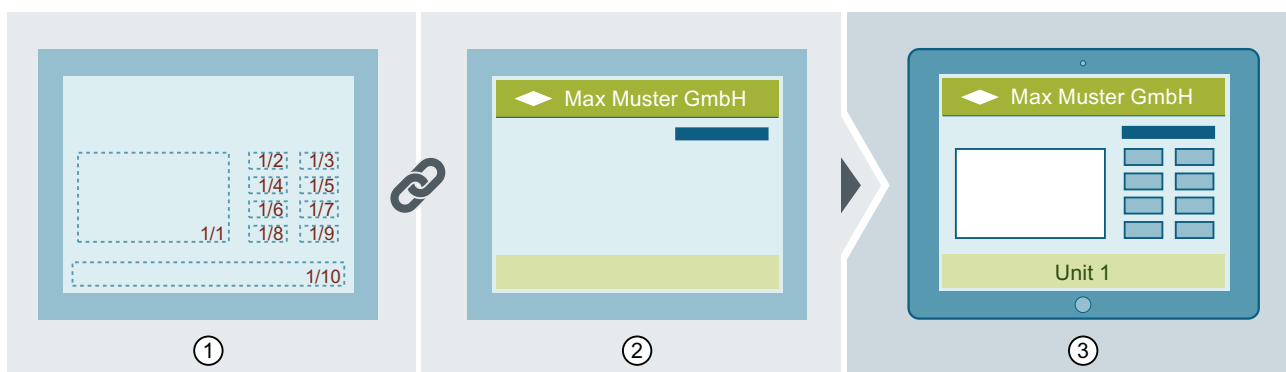 1/2 1/3
1/4 1/5
1/6 1/7
1/1 1/8 1/9
1/10
1
Max Muster GmbH
2
Max Muster GmbH
Unit 1
3